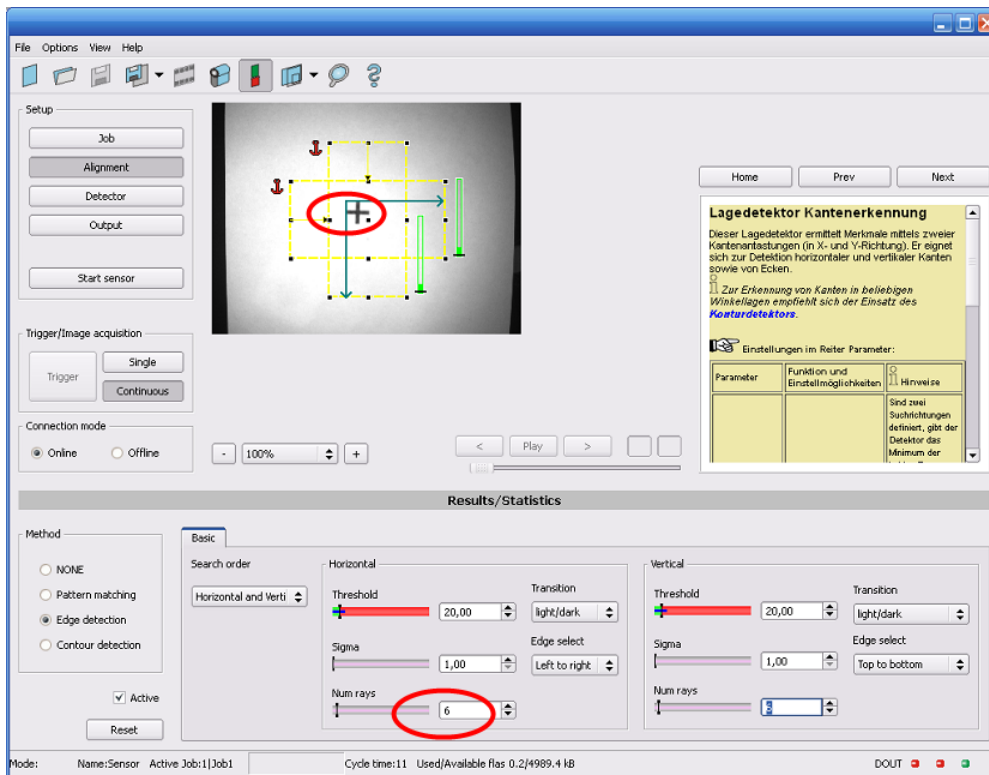 File Options View Help
Setup
Job
Alignment
Detector
Output
Start sensor
Trigger/Image acquisition
Trigger
Single
Continuous
Connection mode
Online Offline
- 100% +
< Play >
Home Prev Next
Lagedetektor Kantenerkennung
Dieser Lagedetektor ermittelt Merkmale mittels zweier
Kantenantastungen (in X- und Y-Richtung). Er eignet
sich zur Detektion horizontaler und vertikaler Kanten
sowie von Ecken.
Zur Erkennung von Kanten in beliebigen
Winkellagen empfiehlt sich der Einsatz des
Konturdetektors.
Einstellungen im Reiter Parameter:
Parameter
Funktion und
Einstellmöglichkeiten
Hinweise
Sind zwei
Suchrichtungen
definiert, gibt der
Detektor das
Minimum der
Results/Statistics
Method
NONE
Pattern matching
Edge detection
Contour detection
Active
Reset
Basic
Search order
Horizontal and Verti
Horizontal
Threshold
20,00
Transition
light/dark
Sigma
1,00
Edge select
Left to right
Num rays
6
Vertical
Threshold
20,00
Transition
light/dark
Sigma
1,00
Edge select
Top to bottom
Num rays
Mode: Name:Sensor Active Job:1|Job1 Cycle time:11 Used/Available flas 0.2/4989.4 kB DOUT